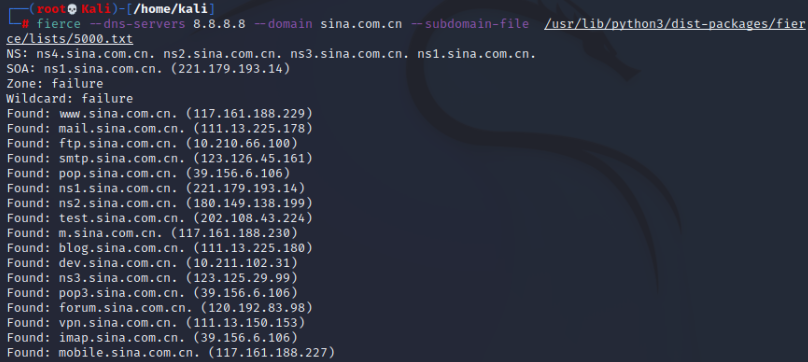 ┌──(root💀Kali)-[/home/kali]
└─# fierce --dns-servers 8.8.8.8 --domain sina.com.cn --subdomain-file  /usr/lib/python3/dist-packages/fier
ce/lists/5000.txt
NS: ns4.sina.com.cn. ns2.sina.com.cn. ns3.sina.com.cn. ns1.sina.com.cn.
SOA: ns1.sina.com.cn. (221.179.193.14)
Zone: failure
Wildcard: failure
Found: www.sina.com.cn. (117.161.188.229)
Found: mail.sina.com.cn. (111.13.225.178)
Found: ftp.sina.com.cn. (10.210.66.100)
Found: smtp.sina.com.cn. (123.126.45.161)
Found: pop.sina.com.cn. (39.156.6.106)
Found: ns1.sina.com.cn. (221.179.193.14)
Found: ns2.sina.com.cn. (180.149.138.199)
Found: test.sina.com.cn. (202.108.43.224)
Found: m.sina.com.cn. (117.161.188.230)
Found: blog.sina.com.cn. (111.13.225.180)
Found: dev.sina.com.cn. (10.211.102.31)
Found: ns3.sina.com.cn. (123.125.29.99)
Found: pop3.sina.com.cn. (39.156.6.106)
Found: forum.sina.com.cn. (120.192.83.98)
Found: vpn.sina.com.cn. (111.13.150.153)
Found: imap.sina.com.cn. (39.156.6.106)
Found: mobile.sina.com.cn. (117.161.188.227)